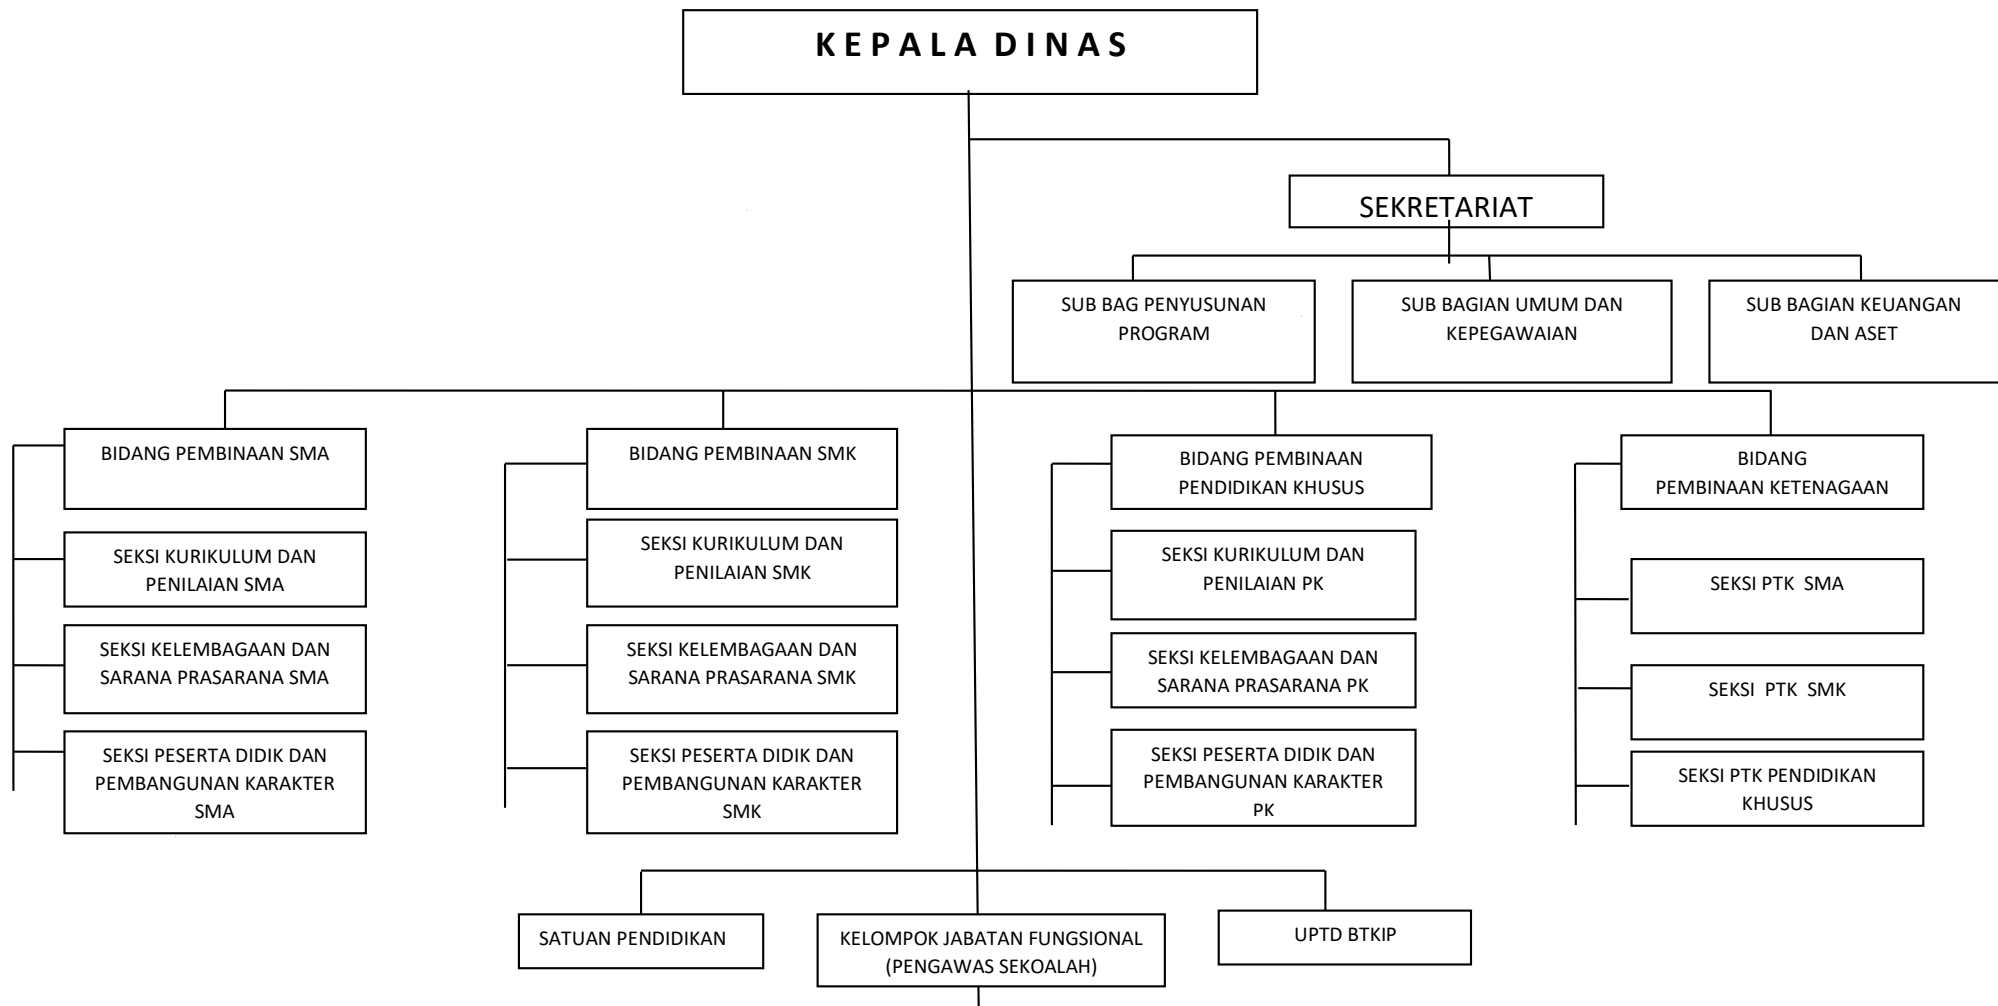 KEPALA DINAS
SEKRETARIAT
SUB BAG PENYUSUNAN
PROGRAM
SUB BAGIAN UMUM DAN
KEPEGAWAIAN
SUB BAGIAN KEUANGAN
DAN ASET
BIDANG PEMBINAAN SMA
SEKSI KURIKULUM DAN
PENILAIAN SMA
SEKSI KELEMBAGAAN DAN
SARANA PRASARANA SMA
SEKSI PESERTA DIDIK DAN
PEMBANGUNAN KARAKTER
SMA
BIDANG PEMBINAAN SMK
SEKSI KURIKULUM DAN
PENILAIAN SMK
SEKSI KELEMBAGAAN DAN
SARANA PRASARANA SMK
SEKSI PESERTA DIDIK DAN
PEMBANGUNAN KARAKTER
SMK
BIDANG PEMBINAAN
PENDIDIKAN KHUSUS
SEKSI KURIKULUM DAN
PENILAIAN PK
SEKSI KELEMBAGAAN DAN
SARANA PRASARANA PK
SEKSI PESERTA DIDIK DAN
PEMBANGUNAN KARAKTER
PK
BIDANG
PEMBINAAN KETENAGAAN
SEKSI PTK SMA
SEKSI PTK SMK
SEKSI PTK PENDIDIKAN
KHUSUS
SATUAN PENDIDIKAN
KELOMPOK JABATAN FUNGSIONAL
(PENGAWAS SEKOALAH)
UPTD BTKIP